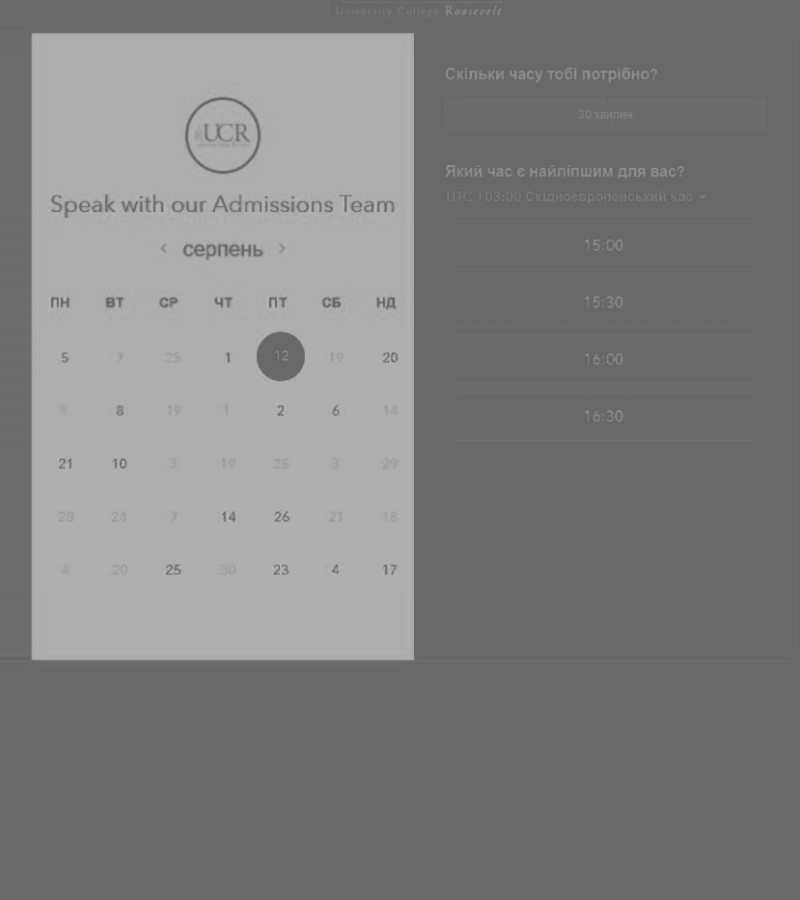 University College Roosevelt
UCR
Speak with our Admissions Team
‹ серпень ›
ПН ВТ СР ЧТ ПТ СБ НД
5 7 25 1 12 19 20
5 8 19 1 2 6 14
21 10 3 19 25 3 29
28 24 7 14 26 21 18
4 20 25 30 23 4 17
Скільки часу тобі потрібно?
30 хвилин
Який час є найліпшим для вас?
UTC +03:00 Східноєвропейський час
15:00
15:30
16:00
16:30